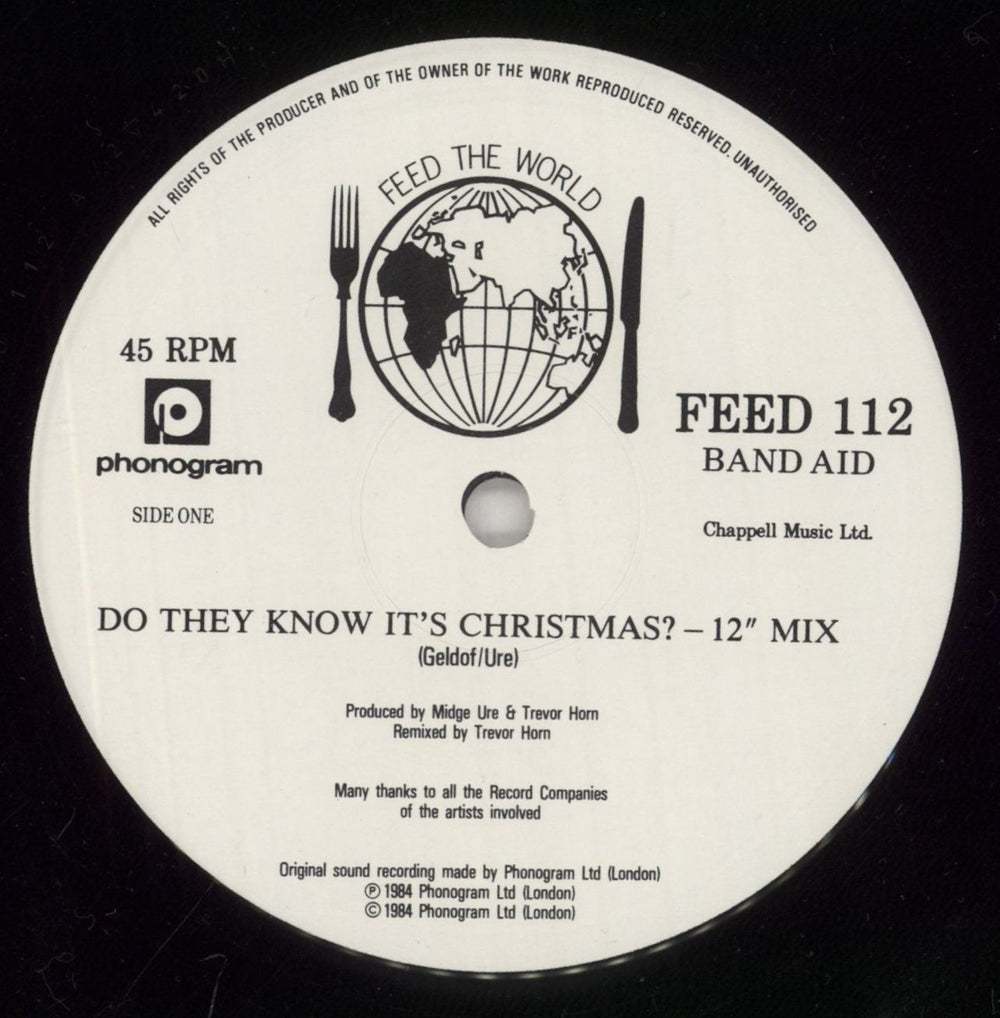 ALL RIGHTS OF THE PRODUCER AND OF THE OWNER OF THE WORK REPRODUCED RESERVED. UNAUTHORISED
FEED THE WORLD
45 RPM
phonogram
SIDE ONE
FEED 112
BAND AID
Chappell Music Ltd.
DO THEY KNOW IT'S CHRISTMAS? – 12″ MIX
(Geldof/Ure)
Produced by Midge Ure & Trevor Horn
Remixed by Trevor Horn
Many thanks to all the Record Companies
of the artists involved
Original sound recording made by Phonogram Ltd (London)
Ⓟ 1984 Phonogram Ltd (London)
© 1984 Phonogram Ltd (London)